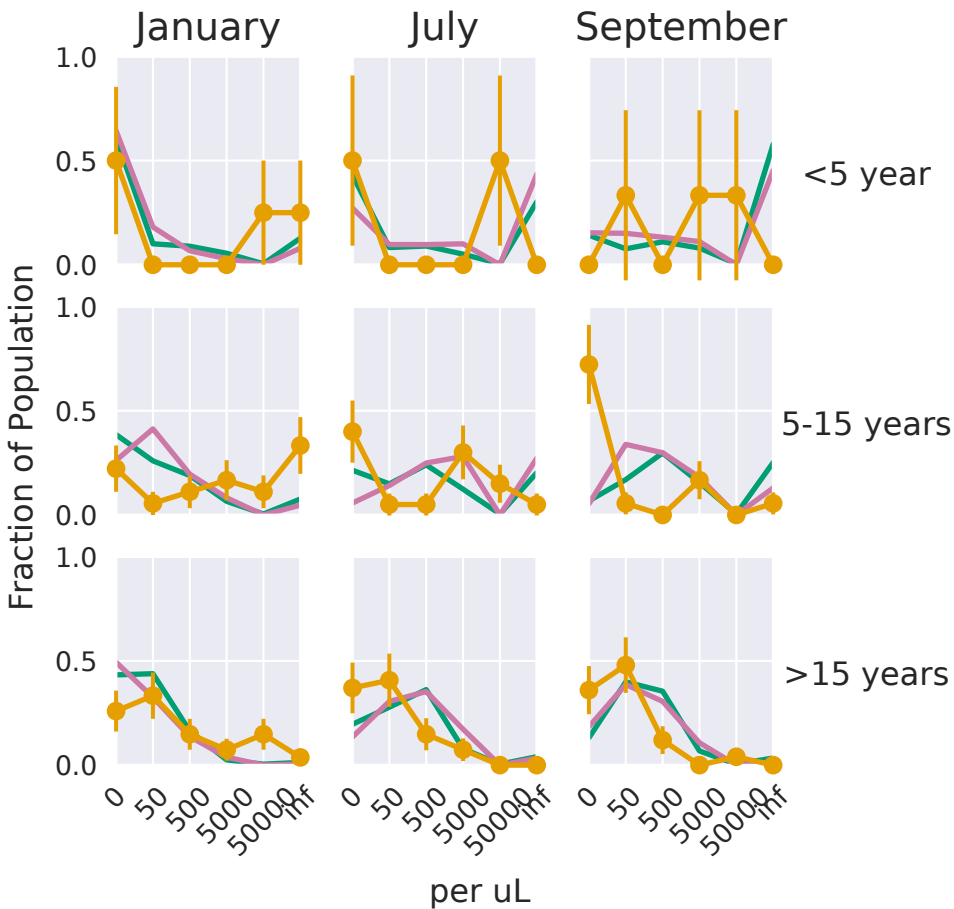 January July September
1.0
0.5
0.0
<5 year
1.0
0.5
0.0
5-15 years
1.0
0.5
0.0
>15 years
Fraction of Population
0 50 500 5000 50000 inf
0 50 500 5000 50000 inf
0 50 500 5000 50000 inf
per uL